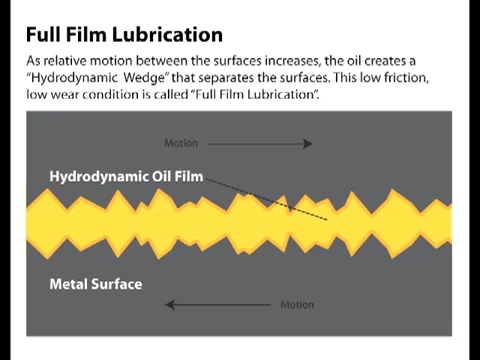 Full Film Lubrication
As relative motion between the surfaces increases, the oil creates a
“Hydrodynamic Wedge” that separates the surfaces. This low friction,
low wear condition is called “Full Film Lubrication”.
Motion
Hydrodynamic Oil Film
Metal Surface
Motion